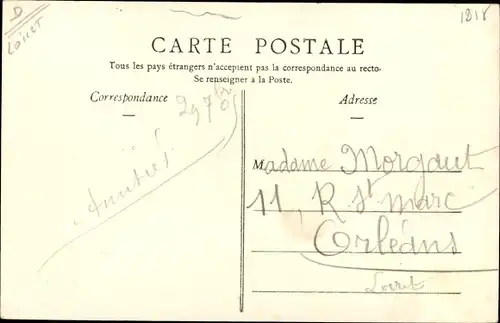 D
Loiret
1218
CARTE POSTALE
Tous les pays étrangers n'acceptent pas la correspondance au recto.
Se renseigner à la Poste.
Correspondance
Adresse
Amitiés
Madame Morgaut
11, R St marc
Orléans
Loiret